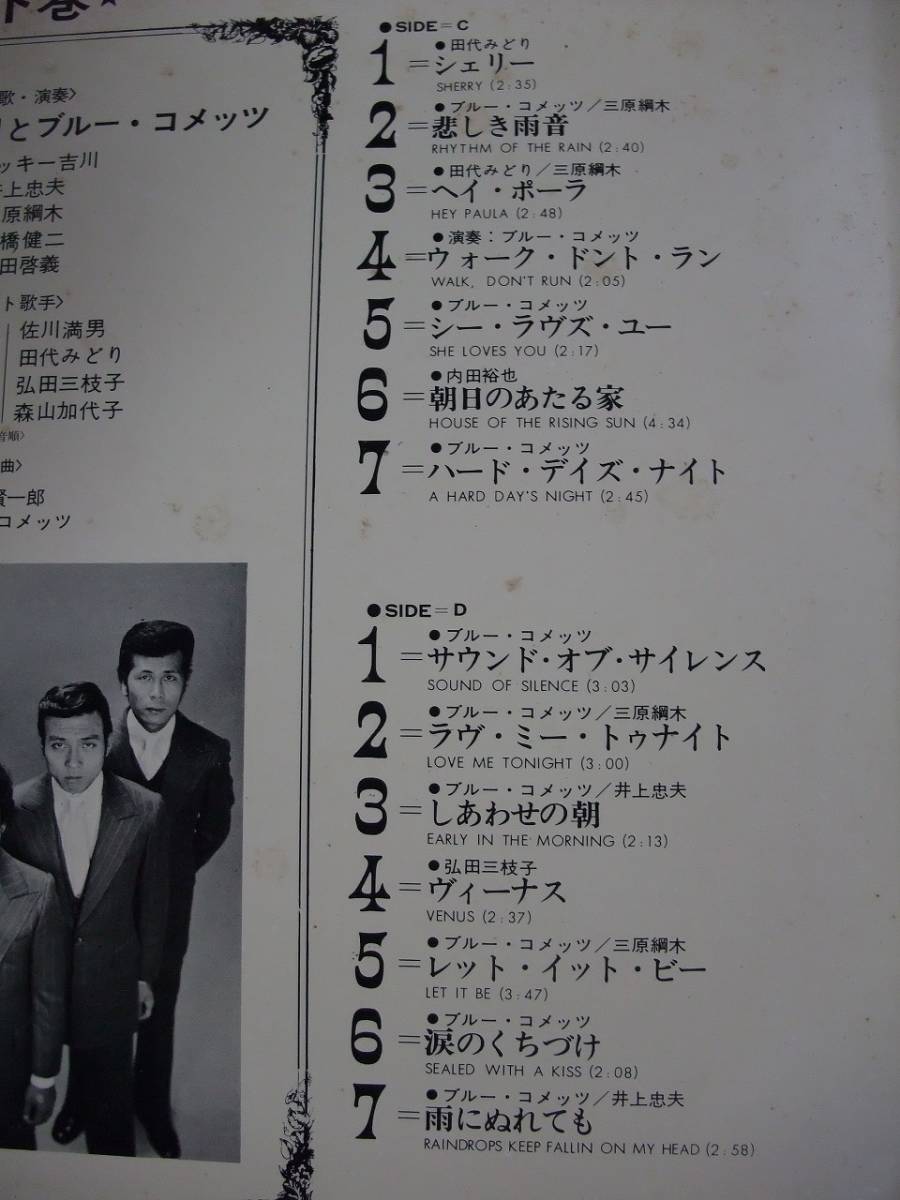 下巻★
歌・演奏〉
とブルー・コメッツ
ッキー吉川
井上忠夫
原綱木
橋健二
田啓義
ト歌手〉
佐川満男
田代みどり
弘田三枝子
森山加代子
音順〉
曲〉
賢一郎
コメッツ
●SIDE=C
●田代みどり
1=シェリー
SHERRY (2:35)
●ブルー・コメッツ/三原綱木
2=悲しき雨音
RHYTHM OF THE RAIN (2:40)
●田代みどり/三原綱木
3=ヘイ・ポーラ
HEY PAULA (2:48)
●演奏:ブルー・コメッツ
4=ウォーク・ドント・ラン
WALK, DON'T RUN (2:05)
●ブルー・コメッツ
5=シー・ラヴズ・ユー
SHE LOVES YOU (2:17)
●内田裕也
6=朝日のあたる家
HOUSE OF THE RISING SUN (4:34)
●ブルー・コメッツ
7=ハード・デイズ・ナイト
A HARD DAY'S NIGHT (2:45)
●SIDE=D
●ブルー・コメッツ
1=サウンド・オブ・サイレンス
SOUND OF SILENCE (3:03)
●ブルー・コメッツ/三原綱木
2=ラヴ・ミー・トゥナイト
LOVE ME TONIGHT (3:00)
●ブルー・コメッツ/井上忠夫
3=しあわせの朝
EARLY IN THE MORNING (2:13)
●弘田三枝子
4=ヴィーナス
VENUS (2:37)
●ブルー・コメッツ/三原綱木
5=レット・イット・ビー
LET IT BE (3:47)
●ブルー・コメッツ
6=涙のくちづけ
SEALED WITH A KISS (2:08)
●ブルー・コメッツ/井上忠夫
7=雨にぬれても
RAINDROPS KEEP FALLIN ON MY HEAD (2:58)